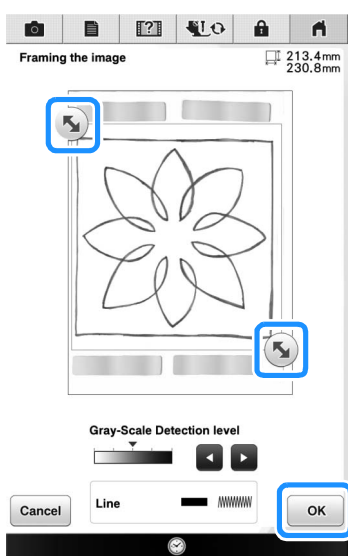 Framing the image
213.4mm
230.8mm
Gray-Scale Detection level
Line
Cancel
OK